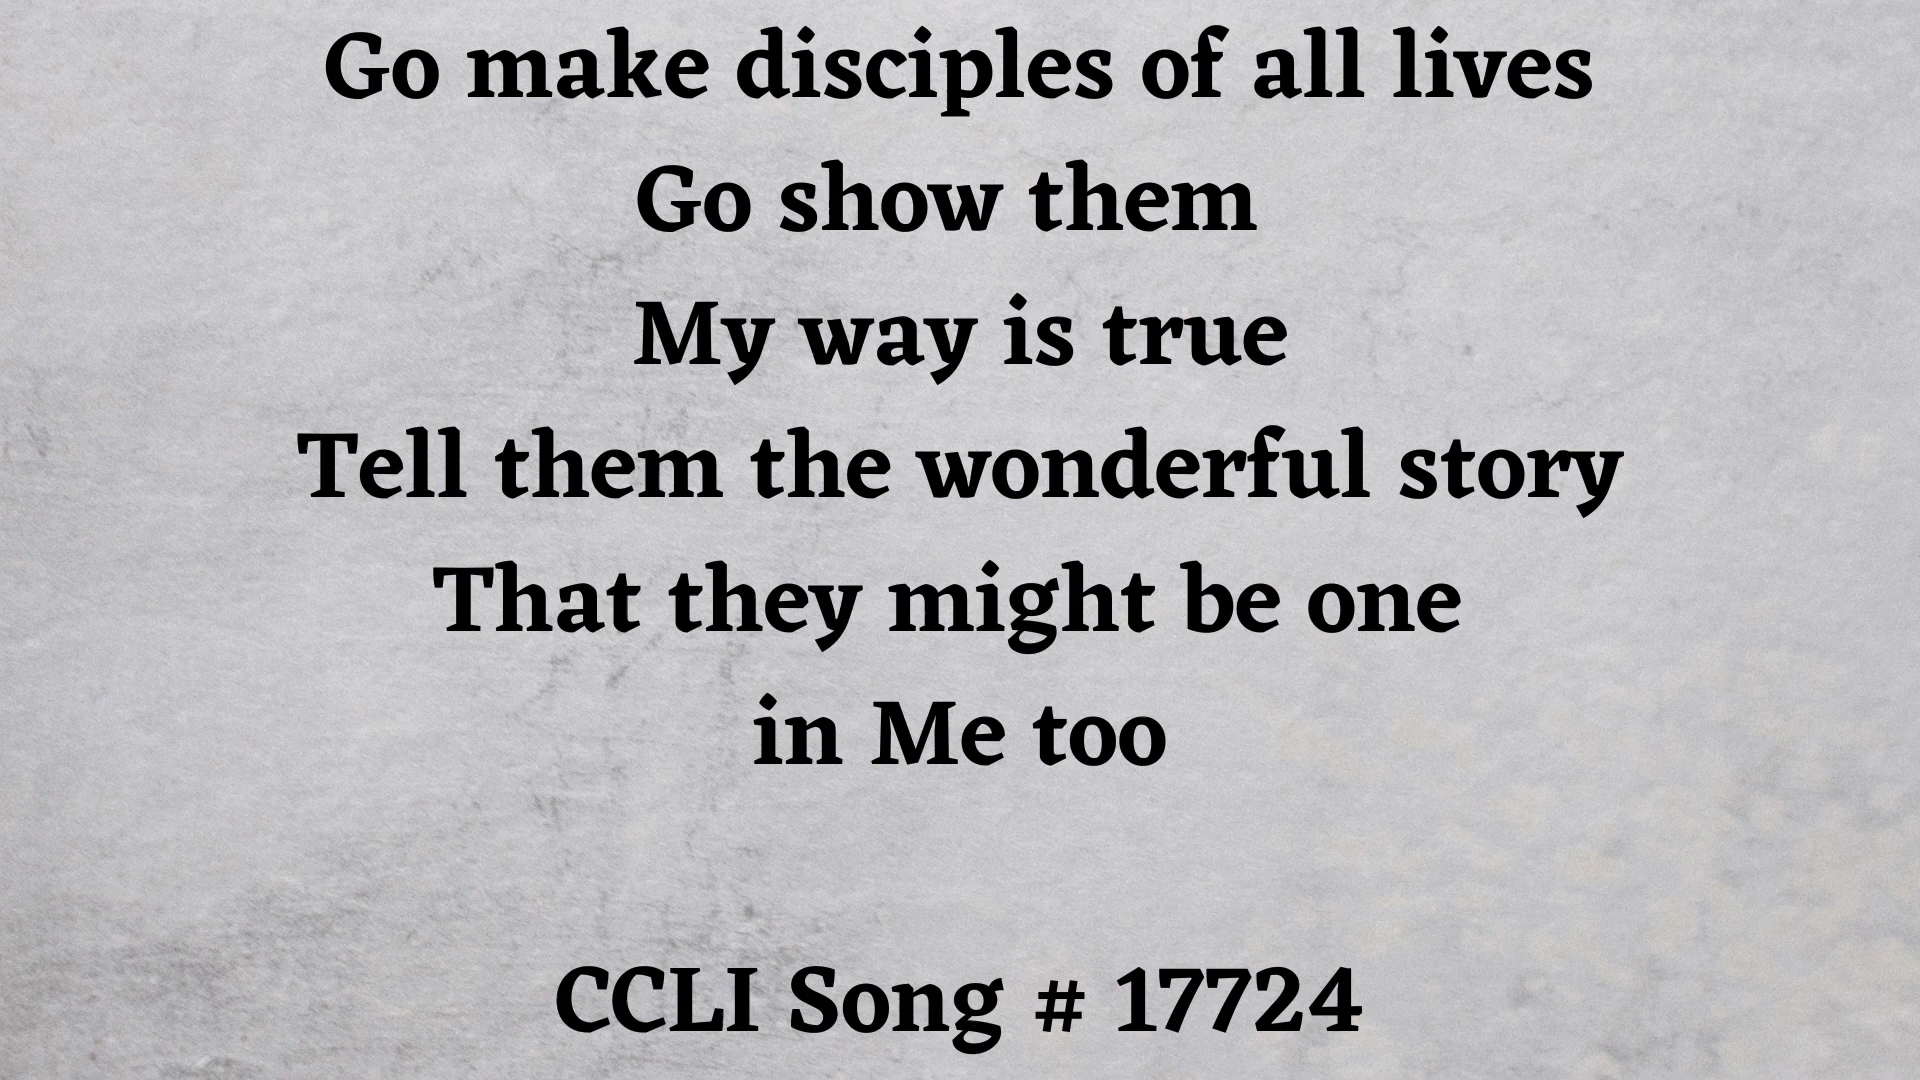 Go make disciples of all lives
Go show them
My way is true
Tell them the wonderful story
That they might be one
in Me too
CCLI Song # 17724